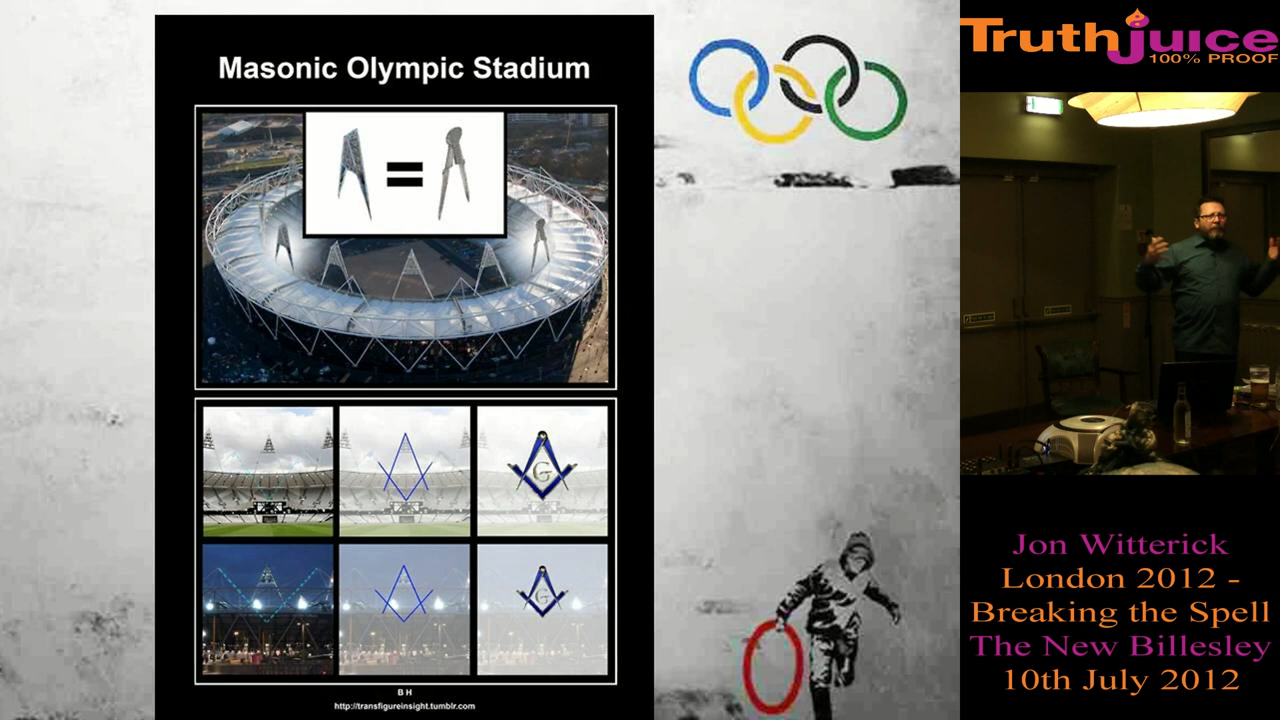 Masonic Olympic Stadium
=
G
G
B H
http://transfigureinsight.tumblr.com
Truthjuice
100% PROOF
Jon Witterick
London 2012 -
Breaking the Spell
The New Billesley
10th July 2012